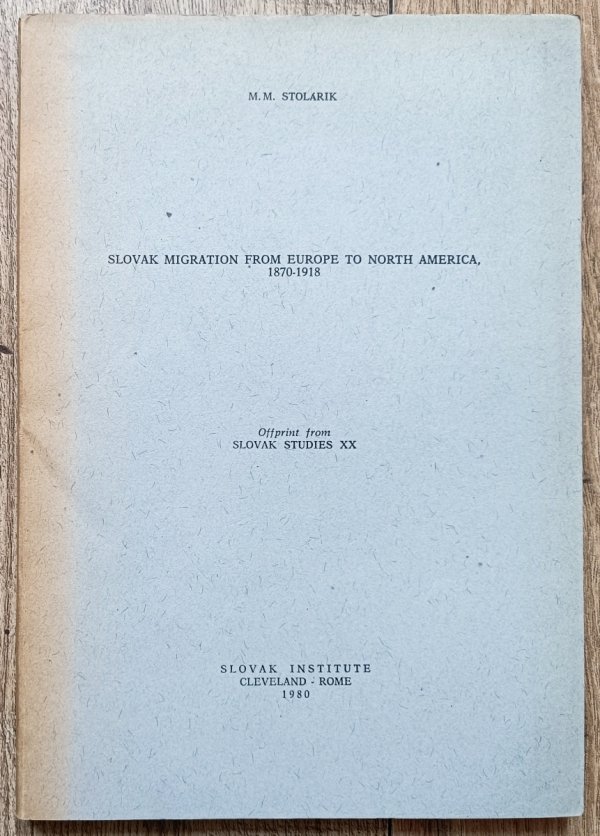 M. M. STOLARIK
SLOVAK MIGRATION FROM EUROPE TO NORTH AMERICA,
1870-1918
Offprint from
SLOVAK STUDIES XX
SLOVAK INSTITUTE
CLEVELAND - ROME
1980